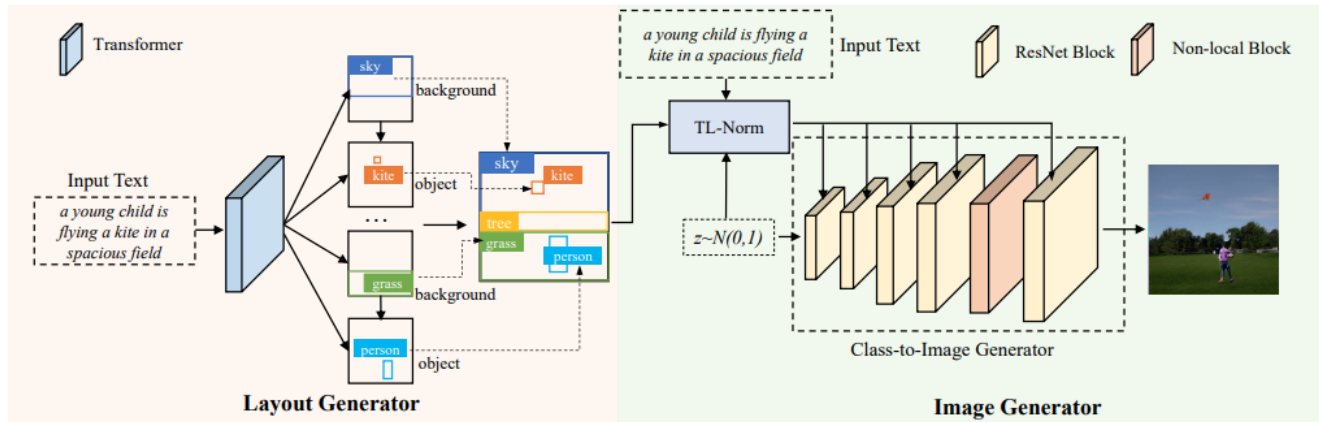 Transformer
Input Text
a young child is
flying a kite in a
spacious field
sky
background
kite
object
...
grass
background
person
object
sky
kite
tree
grass
person
Layout Generator
a young child is flying a
kite in a spacious field
Input Text
ResNet Block
Non-local Block
TL-Norm
z~N(0,1)
Class-to-Image Generator
Image Generator